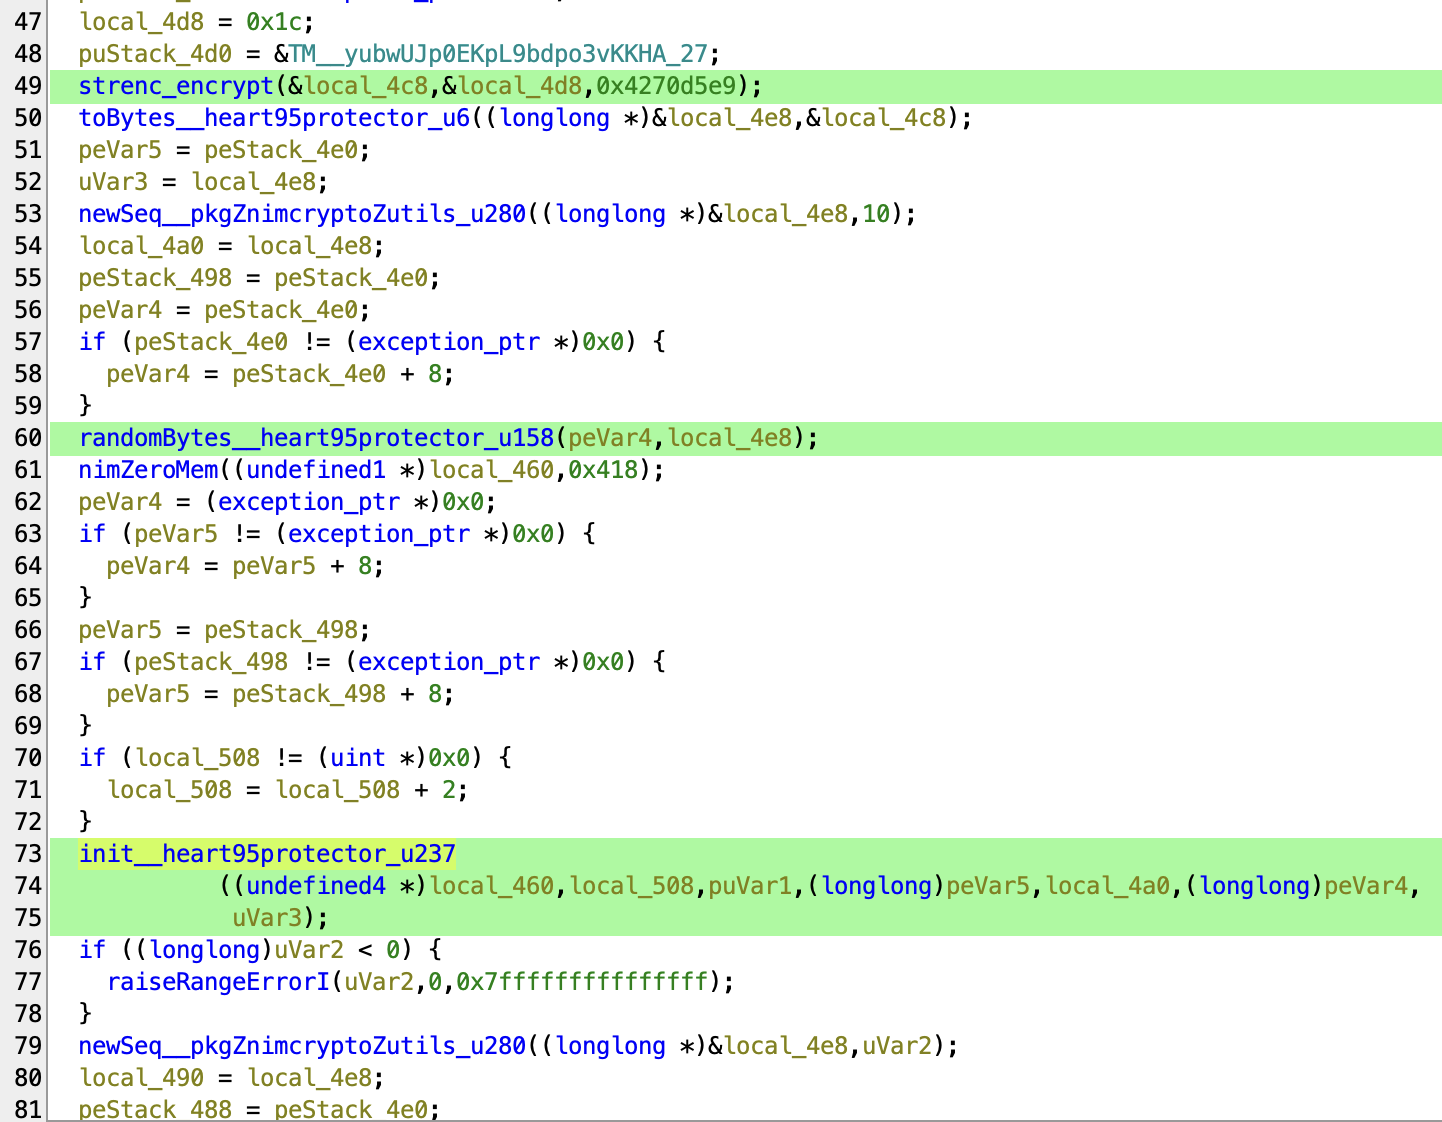 47 local_4d8 = 0x1c;
48 puStack_4d0 = &TM__yubwUJp0EKpL9bdpo3vKKHA_27;
49 strenc_encrypt(&local_4c8,&local_4d8,0x4270d5e9);
50 toBytes__heart95protector_u6((longlong *)&local_4e8,&local_4c8);
51 peVar5 = peStack_4e0;
52 uVar3 = local_4e8;
53 newSeq__pkgZnimcryptoZutils_u280((longlong *)&local_4e8,10);
54 local_4a0 = local_4e8;
55 peStack_498 = peStack_4e0;
56 peVar4 = peStack_4e0;
57 if (peStack_4e0 != (exception_ptr *)0x0) {
58 peVar4 = peStack_4e0 + 8;
59 }
60 randomBytes__heart95protector_u158(peVar4,local_4e8);
61 nimZeroMem((undefined1 *)local_460,0x418);
62 peVar4 = (exception_ptr *)0x0;
63 if (peVar5 != (exception_ptr *)0x0) {
64 peVar4 = peVar5 + 8;
65 }
66 peVar5 = peStack_498;
67 if (peStack_498 != (exception_ptr *)0x0) {
68 peVar5 = peStack_498 + 8;
69 }
70 if (local_508 != (uint *)0x0) {
71 local_508 = local_508 + 2;
72 }
73 init__heart95protector_u237
74 ((undefined4 *)local_460,local_508,puVar1,(longlong)peVar5,local_4a0,(longlong)peVar4,
75 uVar3);
76 if ((longlong)uVar2 < 0) {
77 raiseRangeErrorI(uVar2,0,0x7fffffffffffffff);
78 }
79 newSeq__pkgZnimcryptoZutils_u280((longlong *)&local_4e8,uVar2);
80 local_490 = local_4e8;
81 peStack_488 = peStack_4e0;